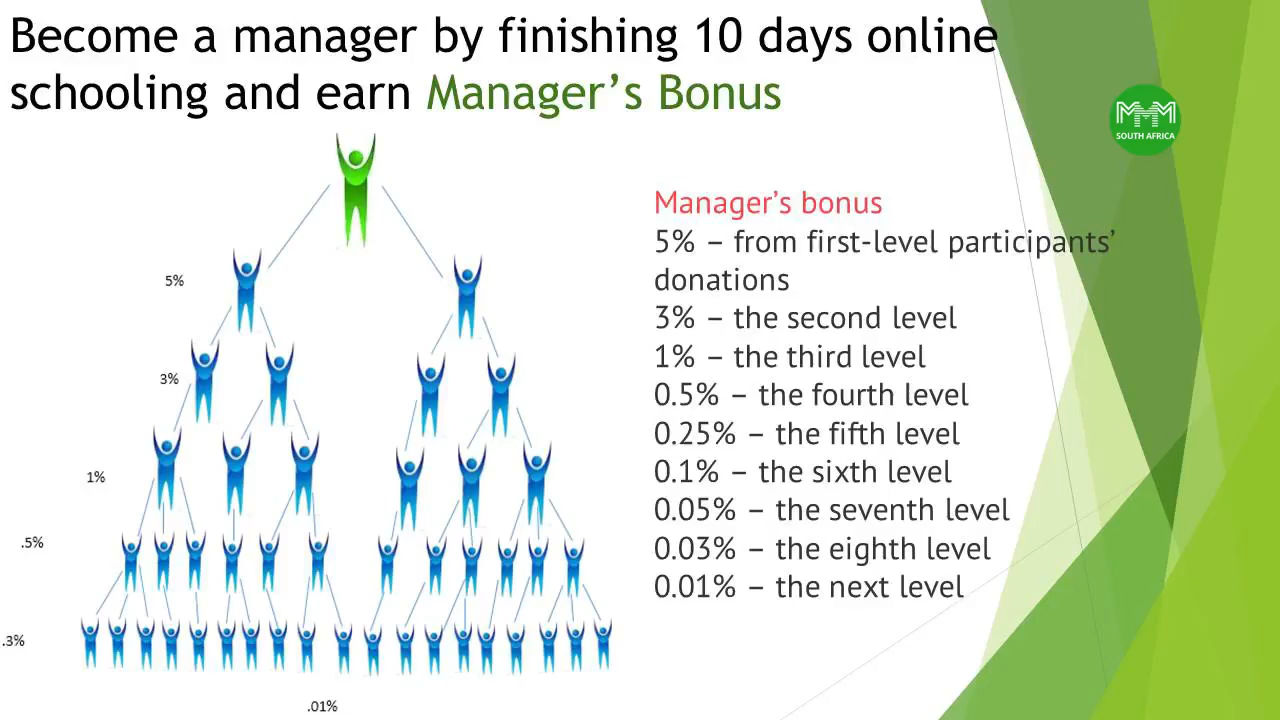 Become a manager by finishing 10 days online
schooling and earn Manager’s Bonus
MMM
SOUTH AFRICA
Manager’s bonus
5% – from first-level participants’
donations
3% – the second level
1% – the third level
0.5% – the fourth level
0.25% – the fifth level
0.1% – the sixth level
0.05% – the seventh level
0.03% – the eighth level
0.01% – the next level
5%
3%
1%
.5%
.3%
.01%